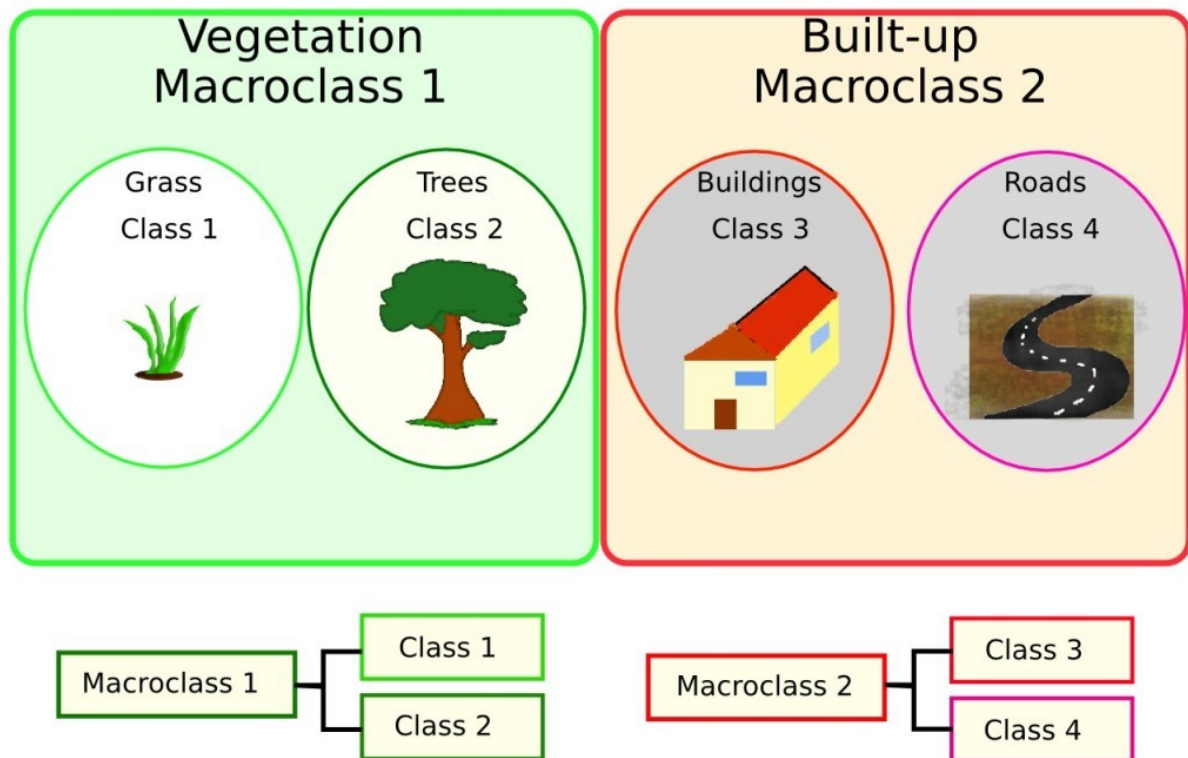 Vegetation
Macroclass 1
Grass
Class 1
Trees
Class 2
Built-up
Macroclass 2
Buildings
Class 3
Roads
Class 4
Macroclass 1
Class 1
Class 2
Macroclass 2
Class 3
Class 4